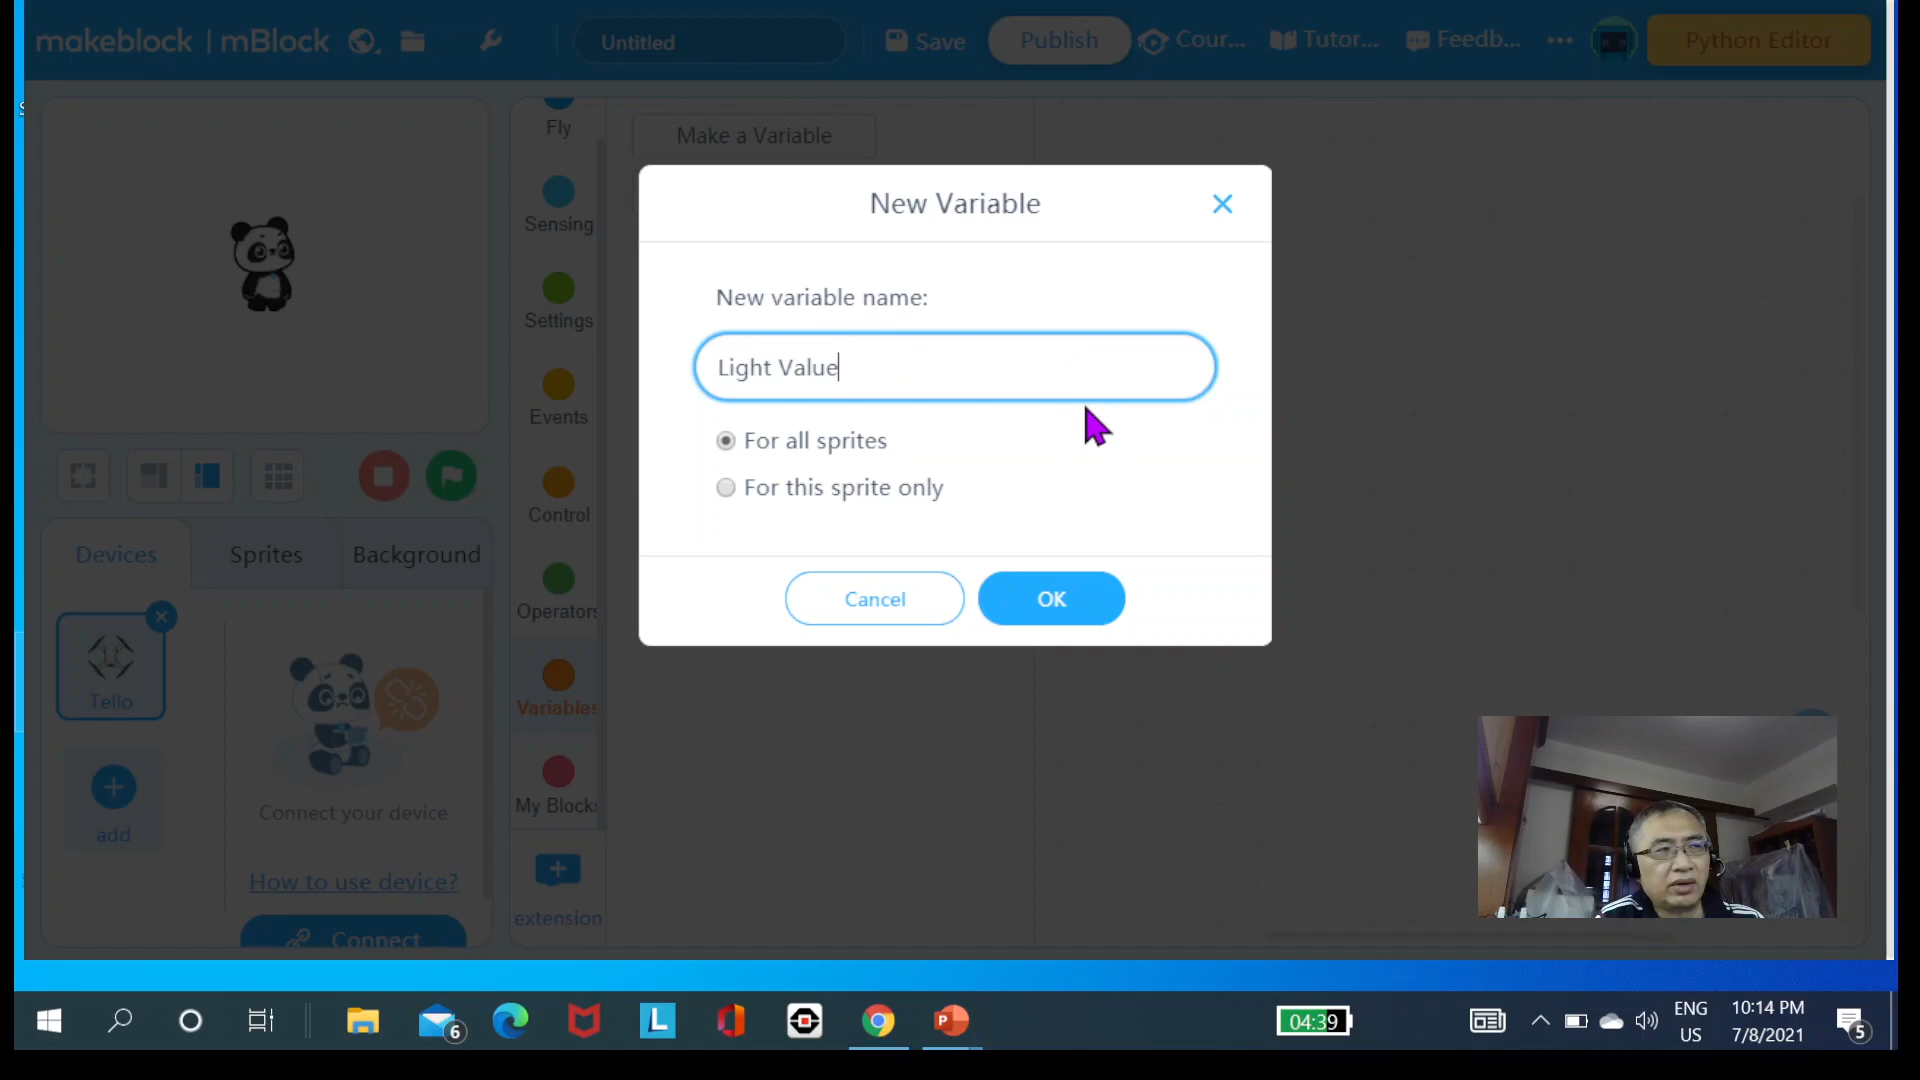 makeblock | mBlock
Untitled
Save
Publish
Cour...
Tutor...
Feedb...
Python Editor
Fly
Make a Variable
Sensing
Settings
Events
Control
Operators
Variables
My Blocks
extension
New Variable
New variable name:
Light Value
For all sprites
For this sprite only
Cancel
OK
Devices
Sprites
Background
Tello
add
Connect your device
How to use device?
Connect
6
L
P
04:39
ENG
US
10:14 PM
7/8/2021
5